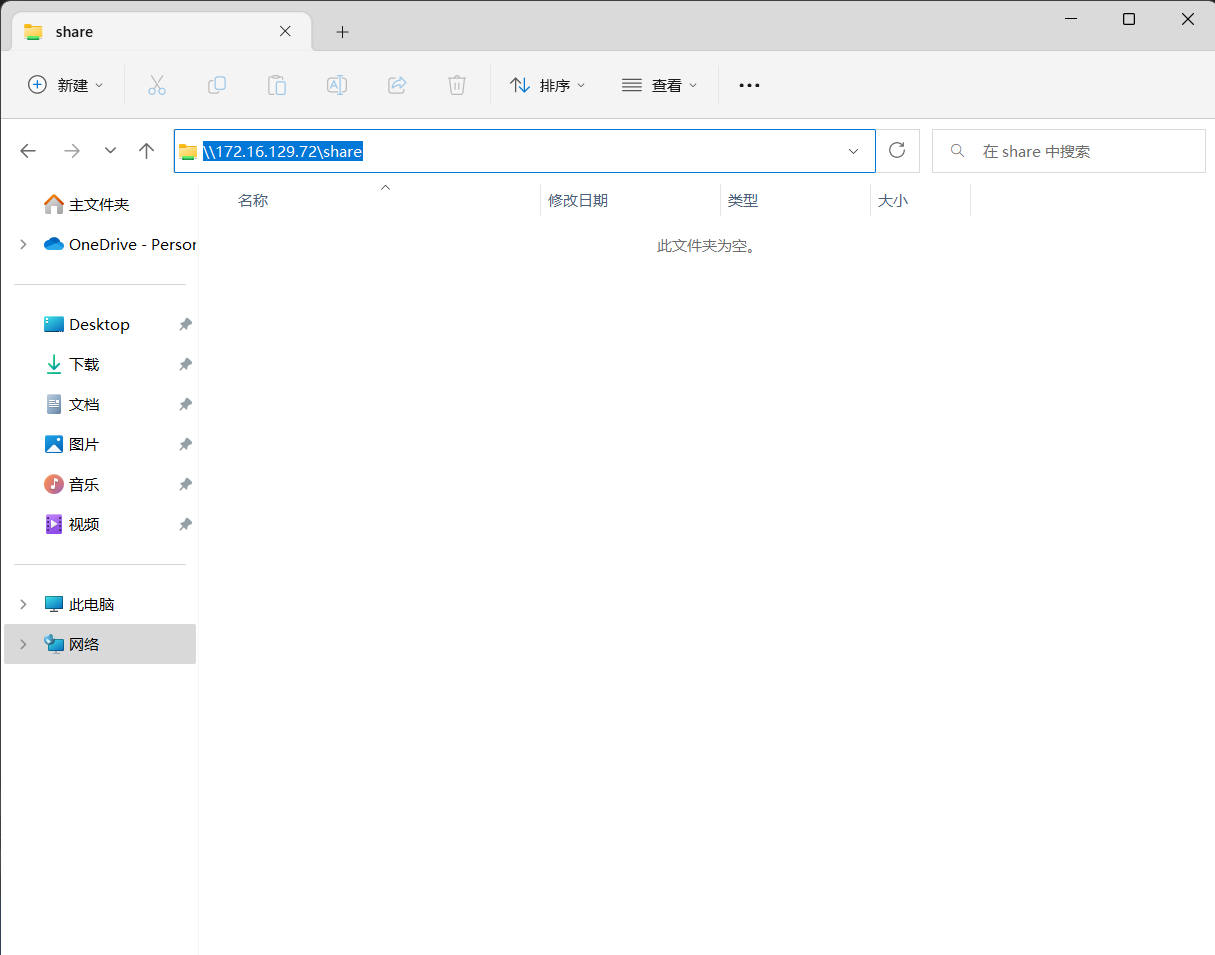 share
新建
排序
查看
\\172.16.129.72\share
在 share 中搜索
名称
修改日期
类型
大小
此文件夹为空。
主文件夹
OneDrive - Person
Desktop
下载
文档
图片
音乐
视频
此电脑
网络